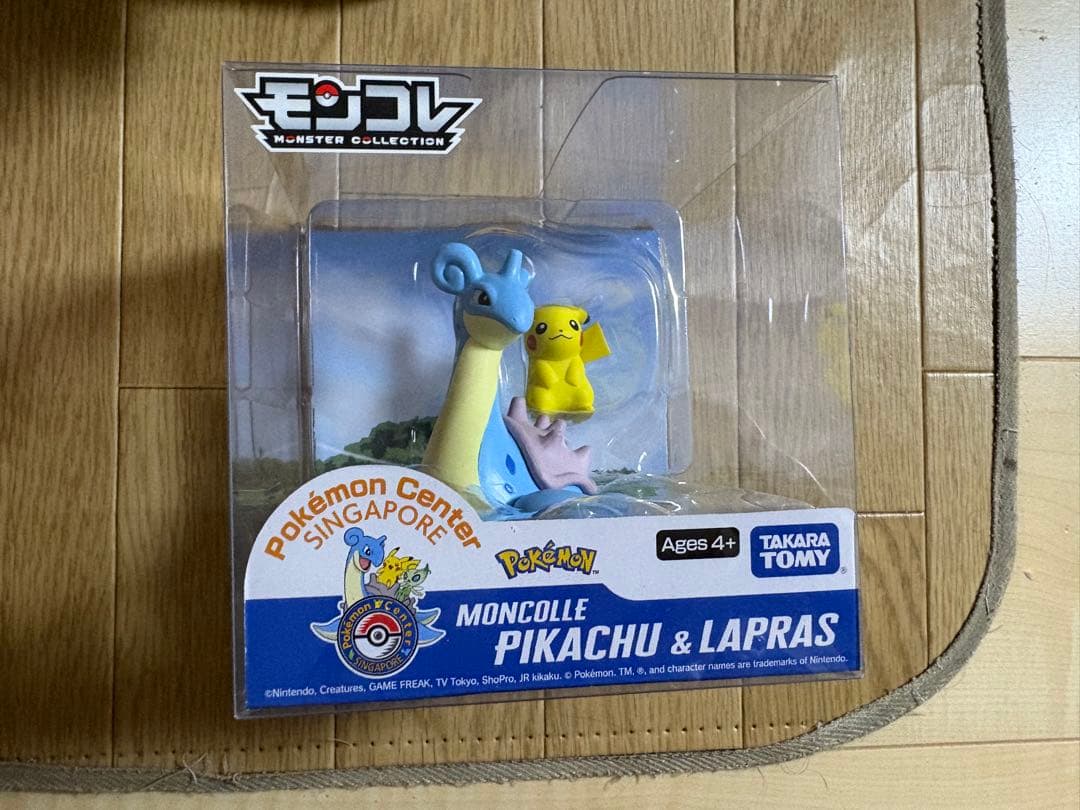 モンコレ
MONSTER COLLECTION
Pokémon Center
SINGAPORE
Pokémon Center
SINGAPORE
POKÉMON™
Ages 4+
TAKARA
TOMY®
MONCOLLE
PIKACHU & LAPRAS
©Nintendo, Creatures, GAME FREAK, TV Tokyo, ShoPro, JR kikaku. © Pokémon. TM, ®, and character names are trademarks of Nintendo.